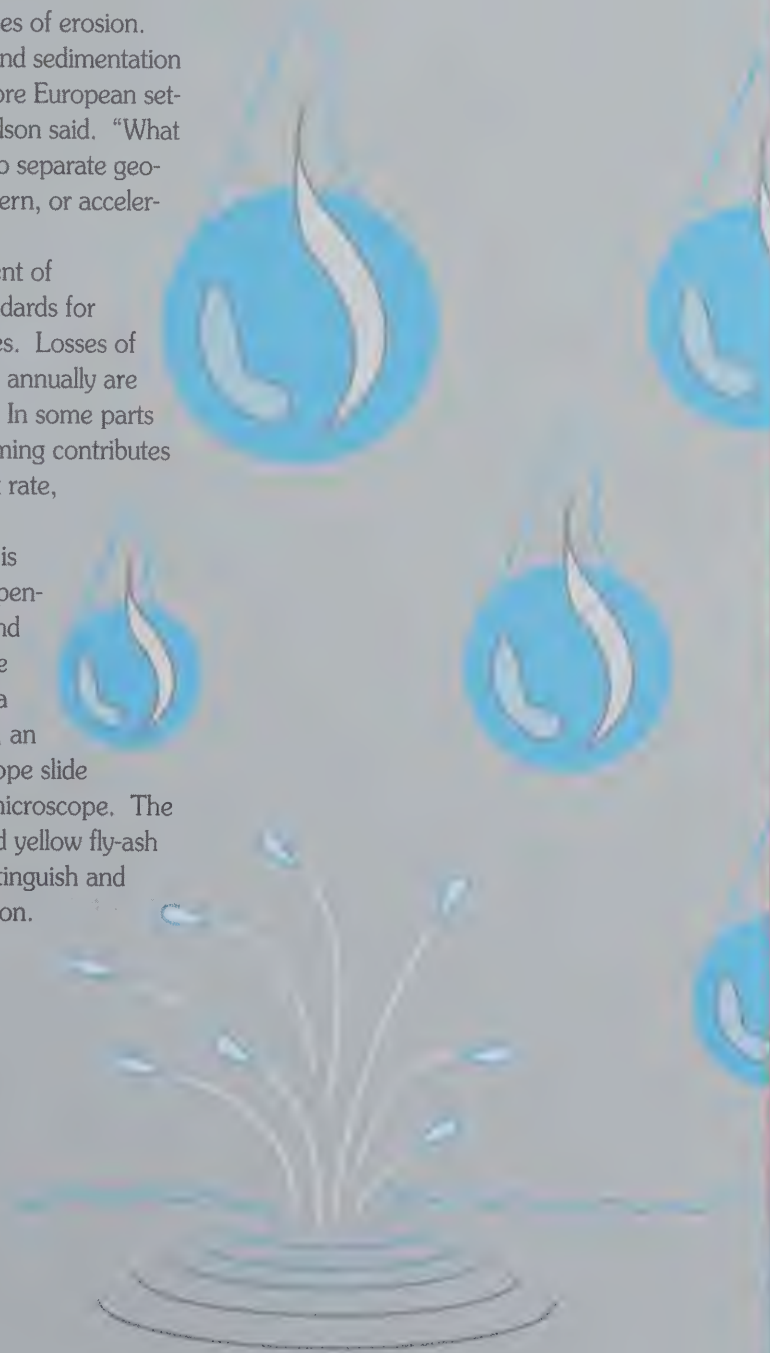 es of erosion.
nd sedimentation
ore European set-
lson said. “What
o separate geo-
ern, or acceler-
ent of
dards for
es. Losses of
annually are
In some parts
ming contributes
t rate,
is
pen-
nd
e
a
, an
ope slide
microscope. The
d yellow fly-ash
tinguish and
on.